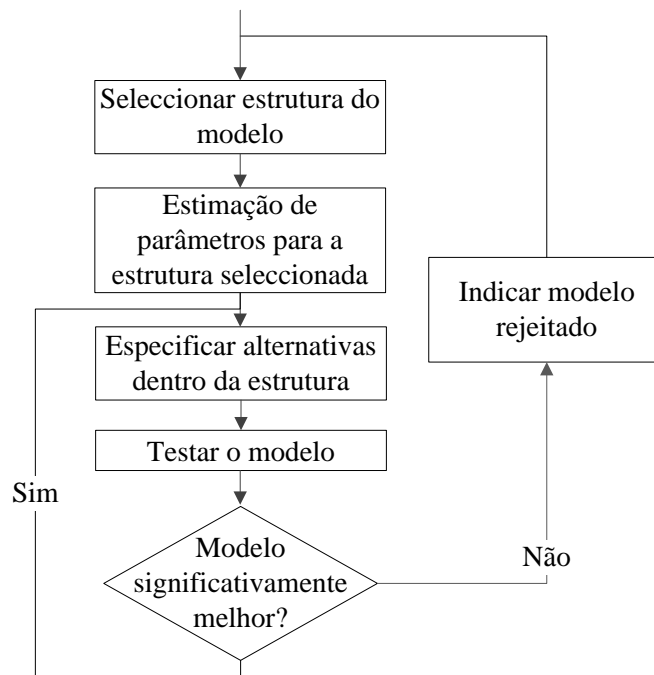 Seleccionar estrutura do
modelo
Estimação de
parâmetros para a
estrutura seleccionada
Indicar modelo
rejeitado
Especificar alternativas
dentro da estrutura
Testar o modelo
Sim
Modelo
significativamente
melhor?
Não